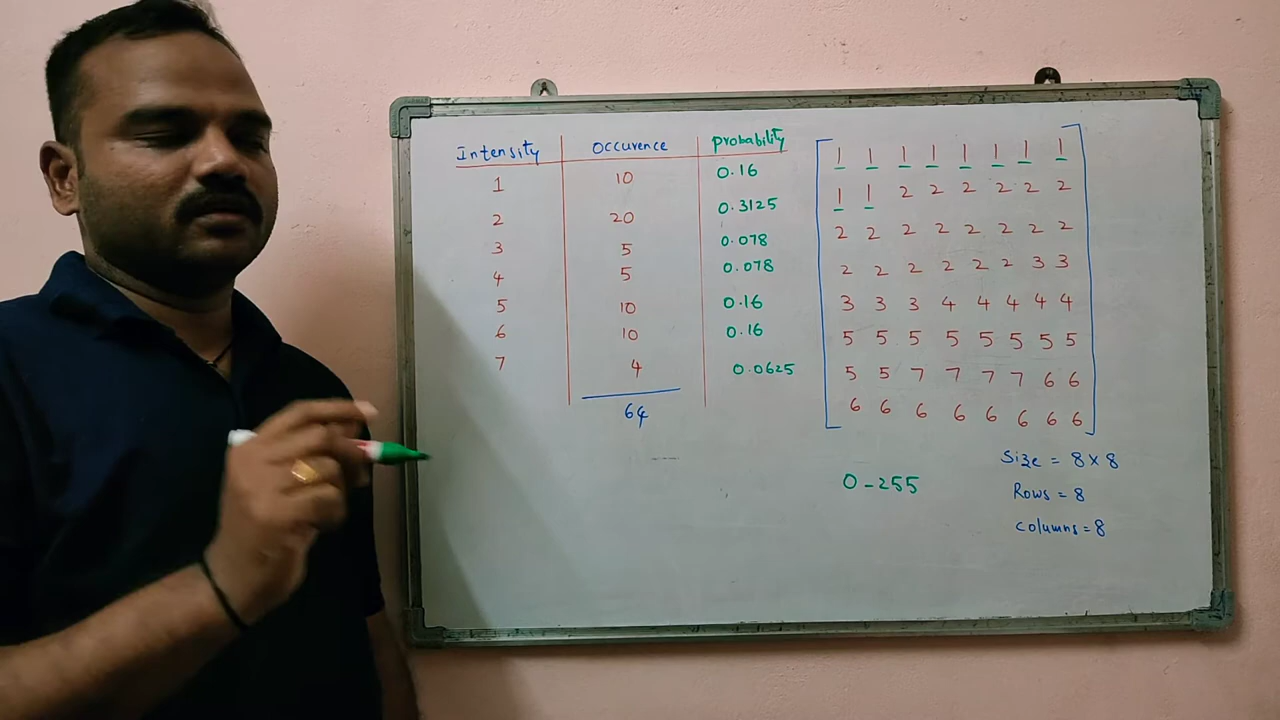 Intensity occurence probability
1 10 0.16
2 20 0.3125
3 5 0.078
4 5 0.078
5 10 0.16
6 10 0.16
7 4 0.0625
64
1 1 1 1 1 1 1 1
1 1 2 2 2 2 2 2
2 2 2 2 2 2 2 2
2 2 2 2 2 2 3 3
3 3 3 4 4 4 4 4
5 5 5 5 5 5 5 5
5 5 7 7 7 7 6 6
6 6 6 6 6 6 6 6
0-255
Size = 8×8
Rows = 8
columns = 8